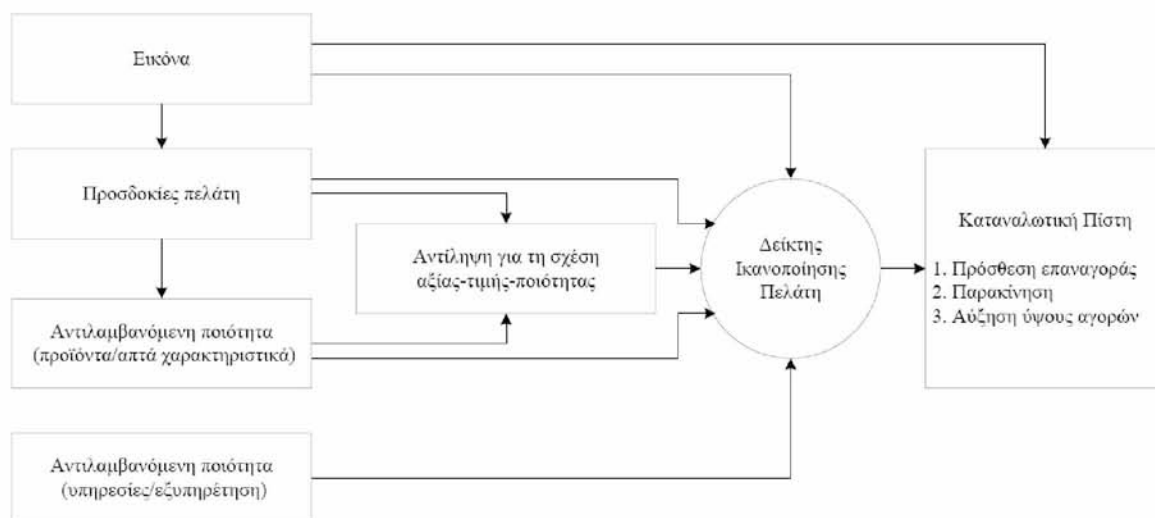 Εικόνα
Προσδοκίες πελάτη
Αντίληψη για τη σχέση
αξίας-τιμής-ποιότητας
Αντιλαμβανόμενη ποιότητα
(προϊόντα/απτά χαρακτηριστικά)
Αντιλαμβανόμενη ποιότητα
(υπηρεσίες/εξυπηρέτηση)
Δείκτης
Ικανοποίησης
Πελάτη
Καταναλωτική Πίστη
1. Πρόσθεση επαναγοράς
2. Παρακίνηση
3. Αύξηση ύψους αγορών